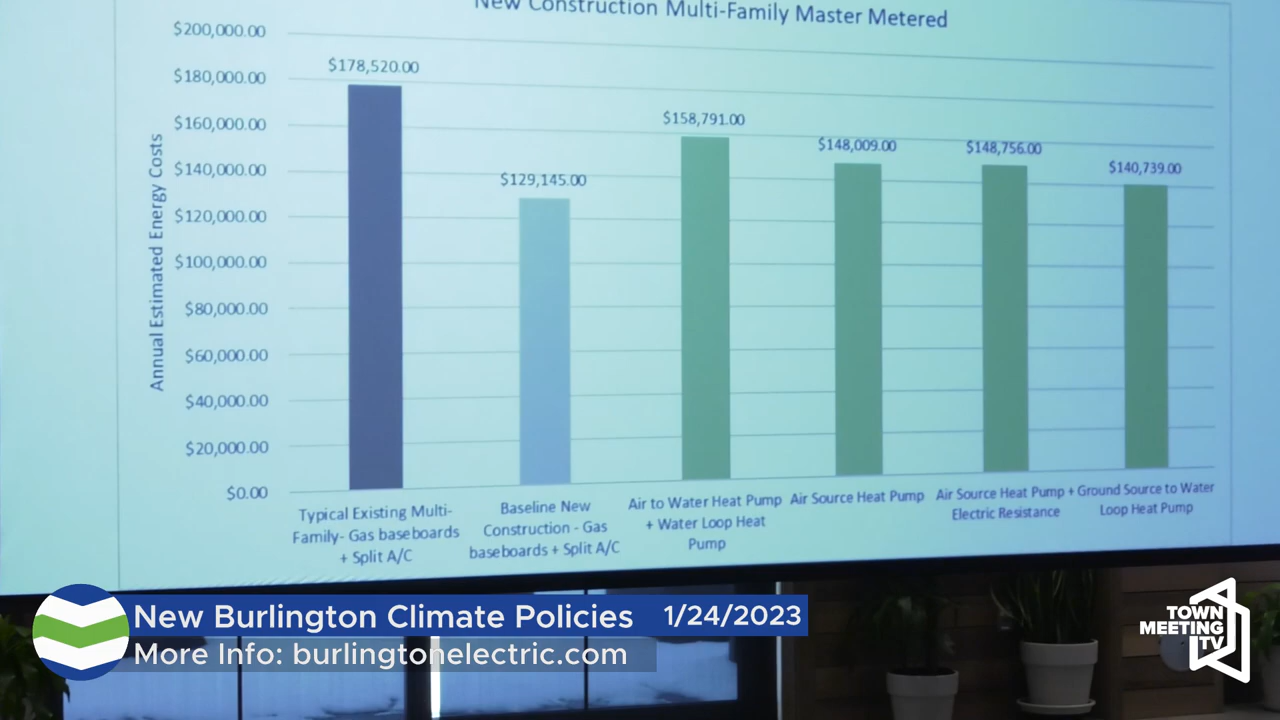 New Construction Multi-Family Master Metered
Annual Estimated Energy Costs
$200,000.00
$180,000.00
$160,000.00
$140,000.00
$120,000.00
$100,000.00
$80,000.00
$60,000.00
$40,000.00
$20,000.00
$0.00
$178,520.00
$129,145.00
$158,791.00
$148,009.00
$148,756.00
$140,739.00
Typical Existing Multi-
Family- Gas baseboards
+ Split A/C
Baseline New
Construction - Gas
baseboards + Split A/C
Air to Water Heat Pump
+ Water Loop Heat
Pump
Air Source Heat Pump
Air Source Heat Pump +
Electric Resistance
Ground Source to Water
Loop Heat Pump
New Burlington Climate Policies 1/24/2023
More Info: burlingtonelectric.com
TOWN
MEETING
TV